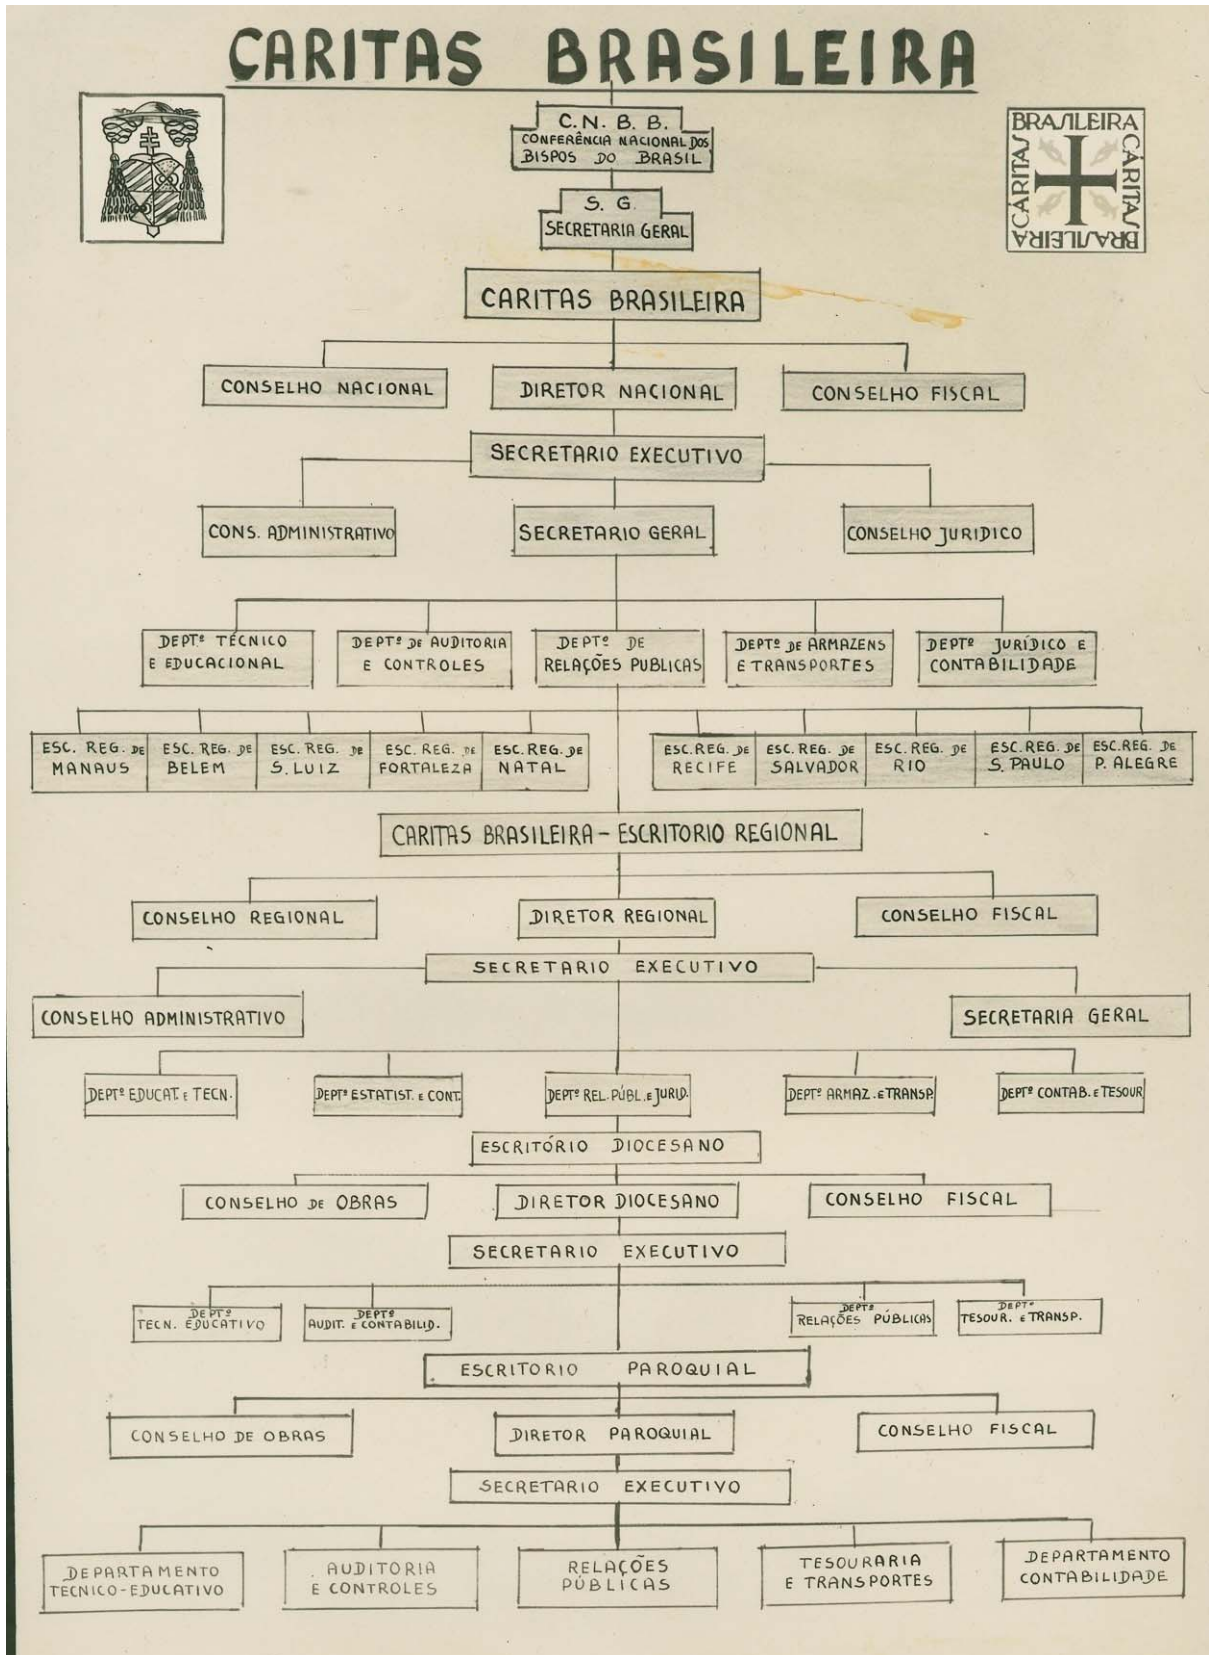 CARITAS BRASILEIRA
C. N. B. B.
CONFERÊNCIA NACIONAL DOS
BISPOS DO BRASIL
BRASILEIRA
CÁRITAS
CÁRITAS
BRASILEIRA
S. G.
SECRETARIA GERAL
CARITAS BRASILEIRA
CONSELHO NACIONAL
DIRETOR NACIONAL
CONSELHO FISCAL
SECRETARIO EXECUTIVO
CONS. ADMINISTRATIVO
SECRETARIO GERAL
CONSELHO JURIDICO
DEPTº TÉCNICO
E EDUCACIONAL
DEPTº DE AUDITORIA
E CONTROLES
DEPTº DE
RELAÇÕES PUBLICAS
DEPTº DE ARMAZENS
E TRANSPORTES
DEPTº JURÍDICO E
CONTABILIDADE
ESC. REG. DE
MANAUS
ESC. REG. DE
BELEM
ESC. REG. DE
S. LUIZ
ESC. REG. DE
FORTALEZA
ESC. REG. DE
NATAL
ESC. REG. DE
RECIFE
ESC. REG. DE
SALVADOR
ESC. REG. DE
RIO
ESC. REG. DE
S. PAULO
ESC. REG. DE
P. ALEGRE
CARITAS BRASILEIRA - ESCRITORIO REGIONAL
CONSELHO REGIONAL
DIRETOR REGIONAL
CONSELHO FISCAL
SECRETARIO EXECUTIVO
CONSELHO ADMINISTRATIVO
SECRETARIA GERAL
DEPTº EDUCAT. E TECN.
DEPTº ESTATIST. E CONT.
DEPTº REL. PÚBL. E JURID.
DEPTº ARMAZ. E TRANSP.
DEPTº CONTAB. E TESOUR
ESCRITÓRIO DIOCESANO
CONSELHO DE OBRAS
DIRETOR DIOCESANO
CONSELHO FISCAL
SECRETARIO EXECUTIVO
DEPTº
TECN. EDUCATIVO
DEPTº
AUDIT. E CONTABILID.
DEPTº
RELAÇÕES PÚBLICAS
DEPTº
TESOUR. E TRANSP.
ESCRITORIO PAROQUIAL
CONSELHO DE OBRAS
DIRETOR PAROQUIAL
CONSELHO FISCAL
SECRETARIO EXECUTIVO
DEPARTAMENTO
TECNICO-EDUCATIVO
AUDITORIA
E CONTROLES
RELAÇÕES
PÚBLICAS
TESOURARIA
E TRANSPORTES
DEPARTAMENTO
CONTABILIDADE